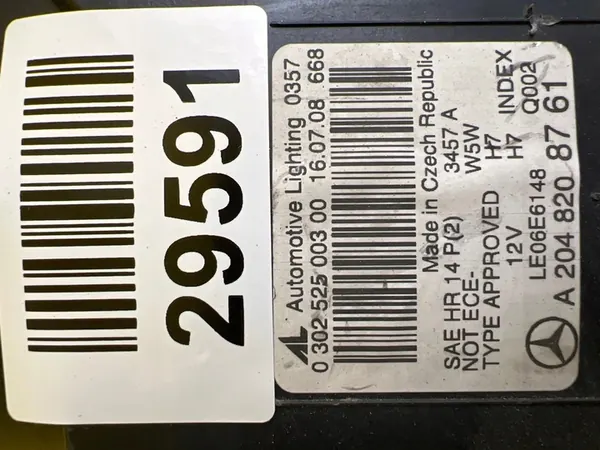 29591
AL Automotive Lighting 0357
0 302 525 003 00 16.07.08 668
Made in Czech Republic
SAE HR 14 P(2) 3457 A
NOT ECE- W5W
TYPE APPROVED H7
12V H7 INDEX
LE06E6148 Q002
A 204 820 87 61